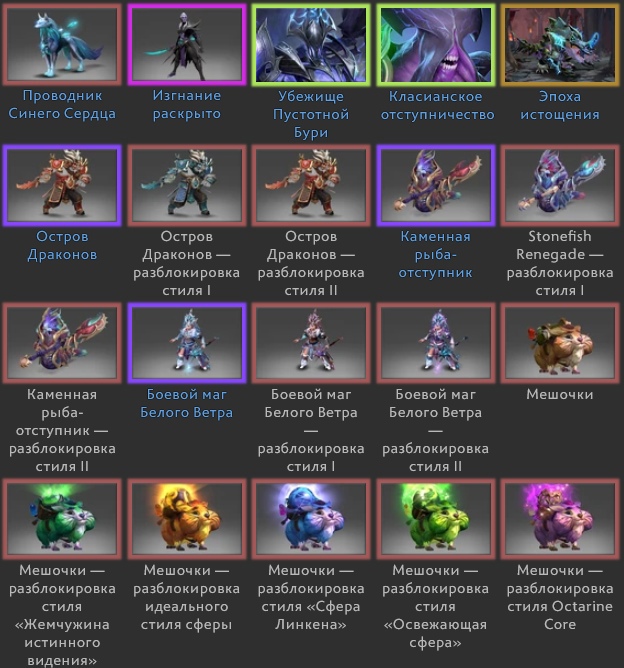 Проводник
Синего Сердца
Изгнание
раскрыто
Убежище
Пустотной
Бури
Класианское
отступничество
Эпоха
истощения
Остров
Драконов
Остров
Драконов —
разблокировка
стиля I
Остров
Драконов —
разблокировка
стиля II
Каменная
рыба-
отступник
Stonefish
Renegade —
разблокировка
стиля I
Каменная
рыба-
отступник —
разблокировка
стиля II
Боевой маг
Белого Ветра
Боевой маг
Белого Ветра
—
разблокировка
стиля I
Боевой маг
Белого Ветра
—
разблокировка
стиля II
Мешочки
Мешочки —
разблокировка
стиля
«Жемчужина
истинного
видения»
Мешочки —
разблокировка
идеального
стиля сферы
Мешочки —
разблокировка
стиля «Сфера
Линкена»
Мешочки —
разблокировка
стиля
«Освежающая
сфера»
Мешочки —
разблокировка
стиля Octarine
Core